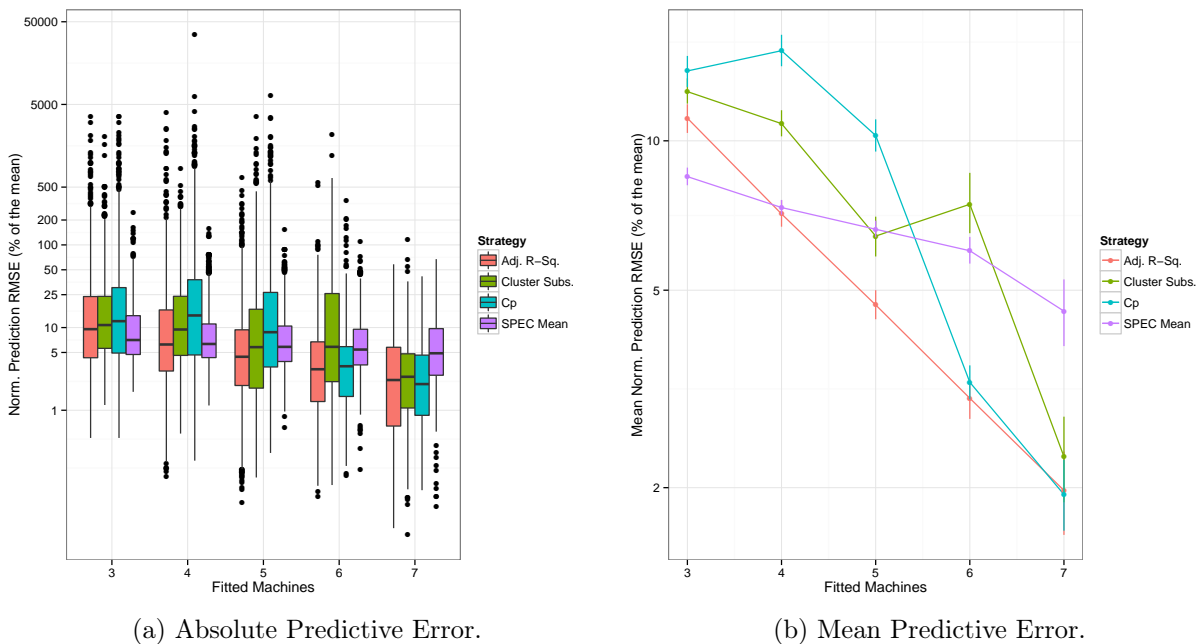 50000
5000
500
200
100
50
25
10
5
1
Norm. Prediction RMSE (% of the mean)
3 4 5 6 7
Fitted Machines
Strategy
Adj. R−Sq.
Cluster Subs.
Cp
SPEC Mean
(a) Absolute Predictive Error.
10
5
2
Mean Norm. Prediction RMSE (% of the mean)
3 4 5 6 7
Fitted Machines
Strategy
Adj. R−Sq.
Cluster Subs.
Cp
SPEC Mean
(b) Mean Predictive Error.